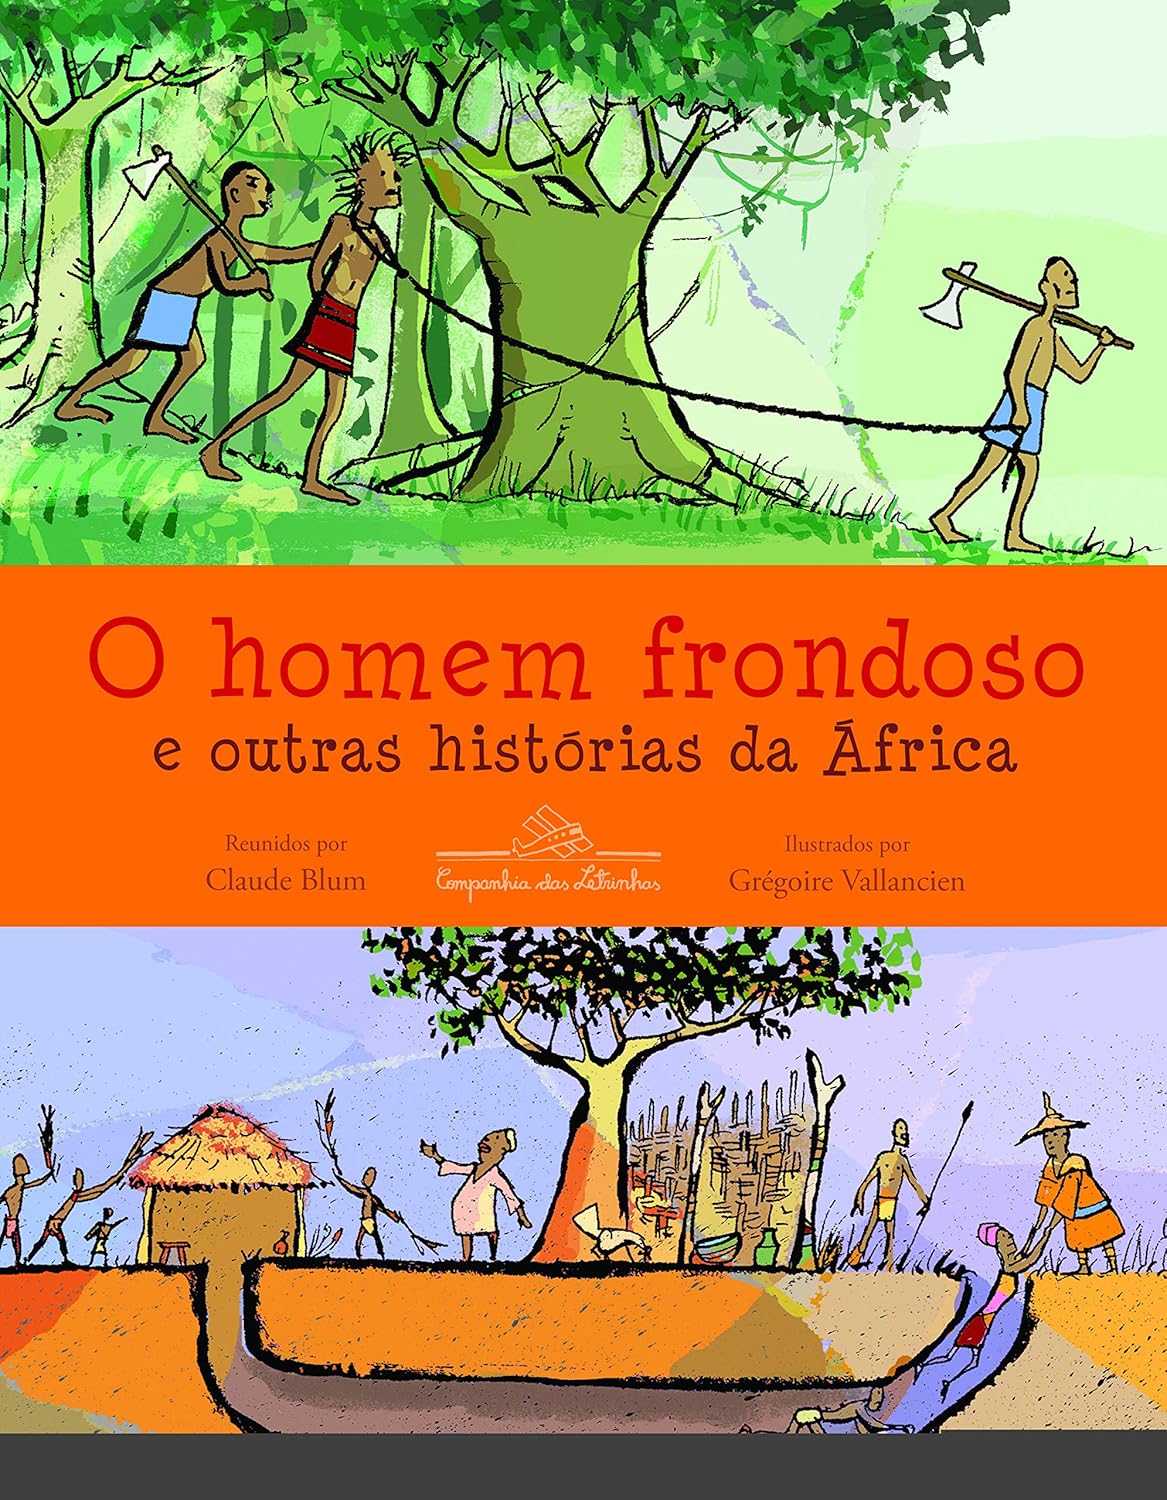 O homem frondoso
e outras histórias da África
Reunidos por
Claude Blum
Companhia das Letrinhas
Ilustrados por
Grégoire Vallancien